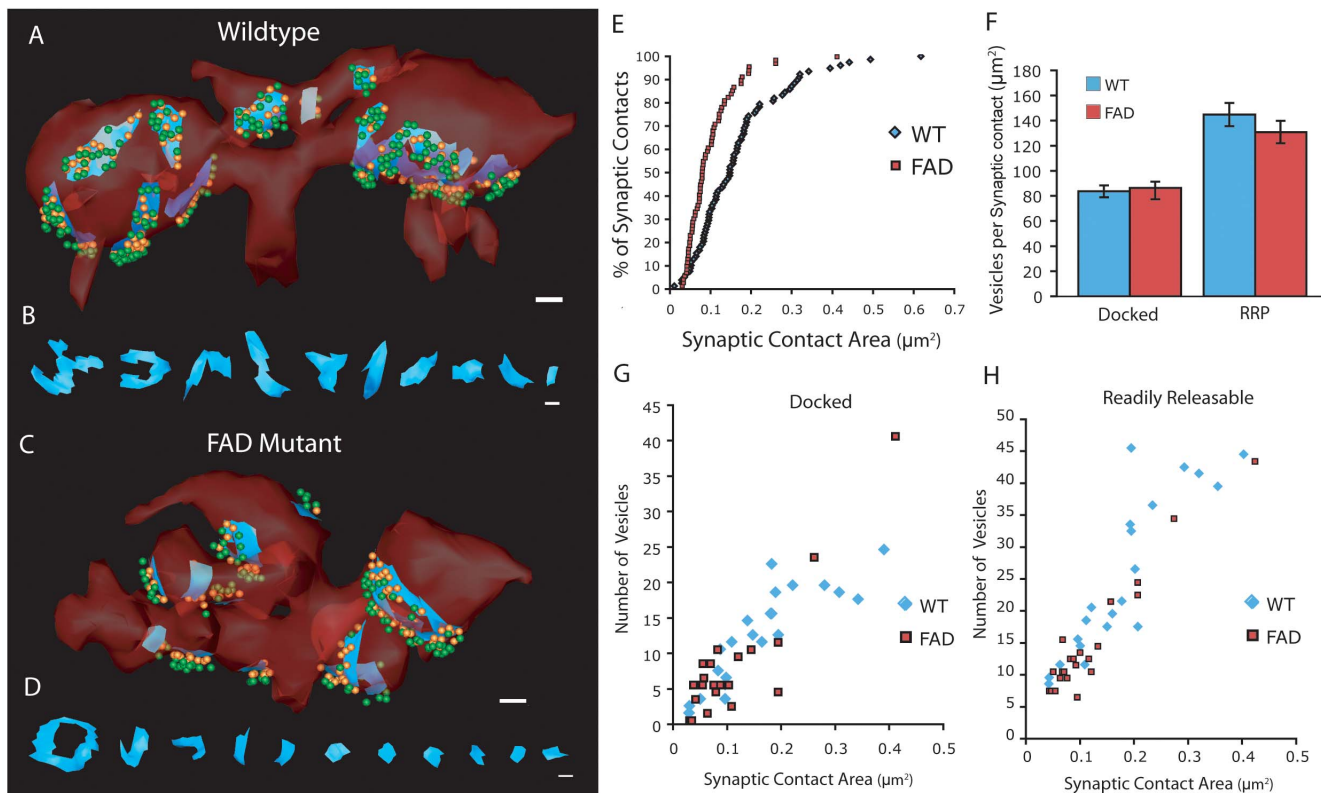 A
Wildtype
B
C
FAD Mutant
D
E
100
90
80
70
60
50
40
30
20
10
0
% of Synaptic Contacts
WT
FAD
0 0.1 0.2 0.3 0.4 0.5 0.6 0.7
Synaptic Contact Area (µm²)
F
Vesicles per Synaptic contact (µm²)
180
160
140
120
100
80
60
40
20
0
WT
FAD
Docked RRP
G
Docked
Number of Vesicles
45
40
35
30
25
20
15
10
5
0
WT
FAD
0 0.1 0.2 0.3 0.4 0.5
Synaptic Contact Area (µm²)
H
Readily Releasable
Number of Vesicles
50
45
40
35
30
25
20
15
10
5
0
WT
FAD
0 0.1 0.2 0.3 0.4 0.5
Synaptic Contact Area (µm²)